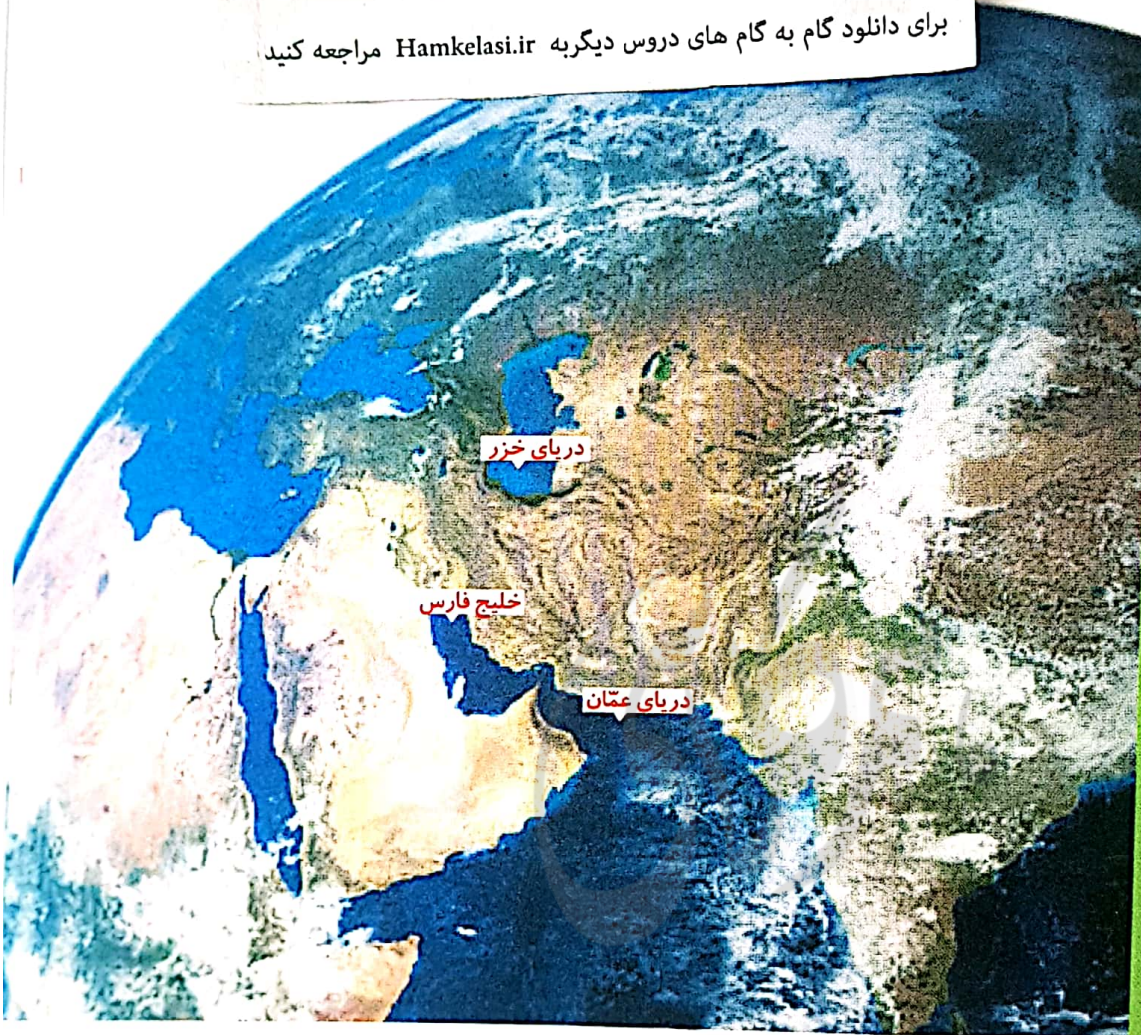 برای دانلود گام به گام های دروس دیگربه Hamkelasi.ir مراجعه کنید
دریای خزر
خلیج فارس
دریای عمّان